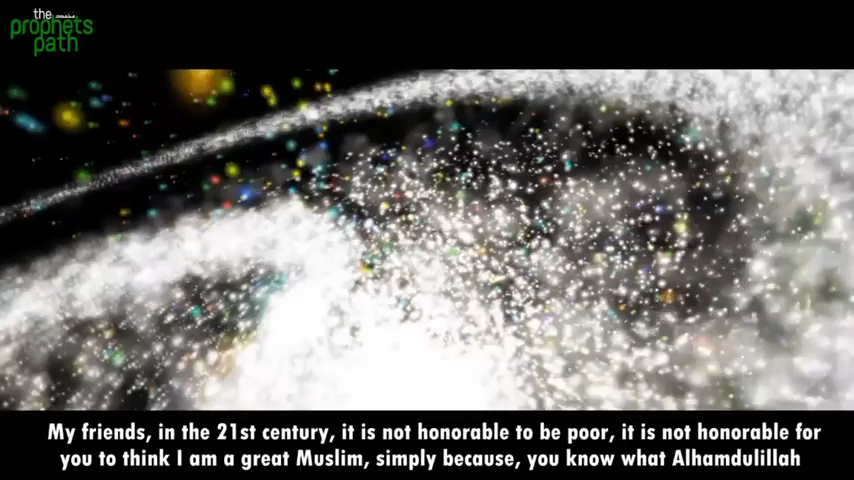 the
prophets
path
My friends, in the 21st century, it is not honorable to be poor, it is not honorable for
you to think I am a great Muslim, simply because, you know what Alhamdulillah